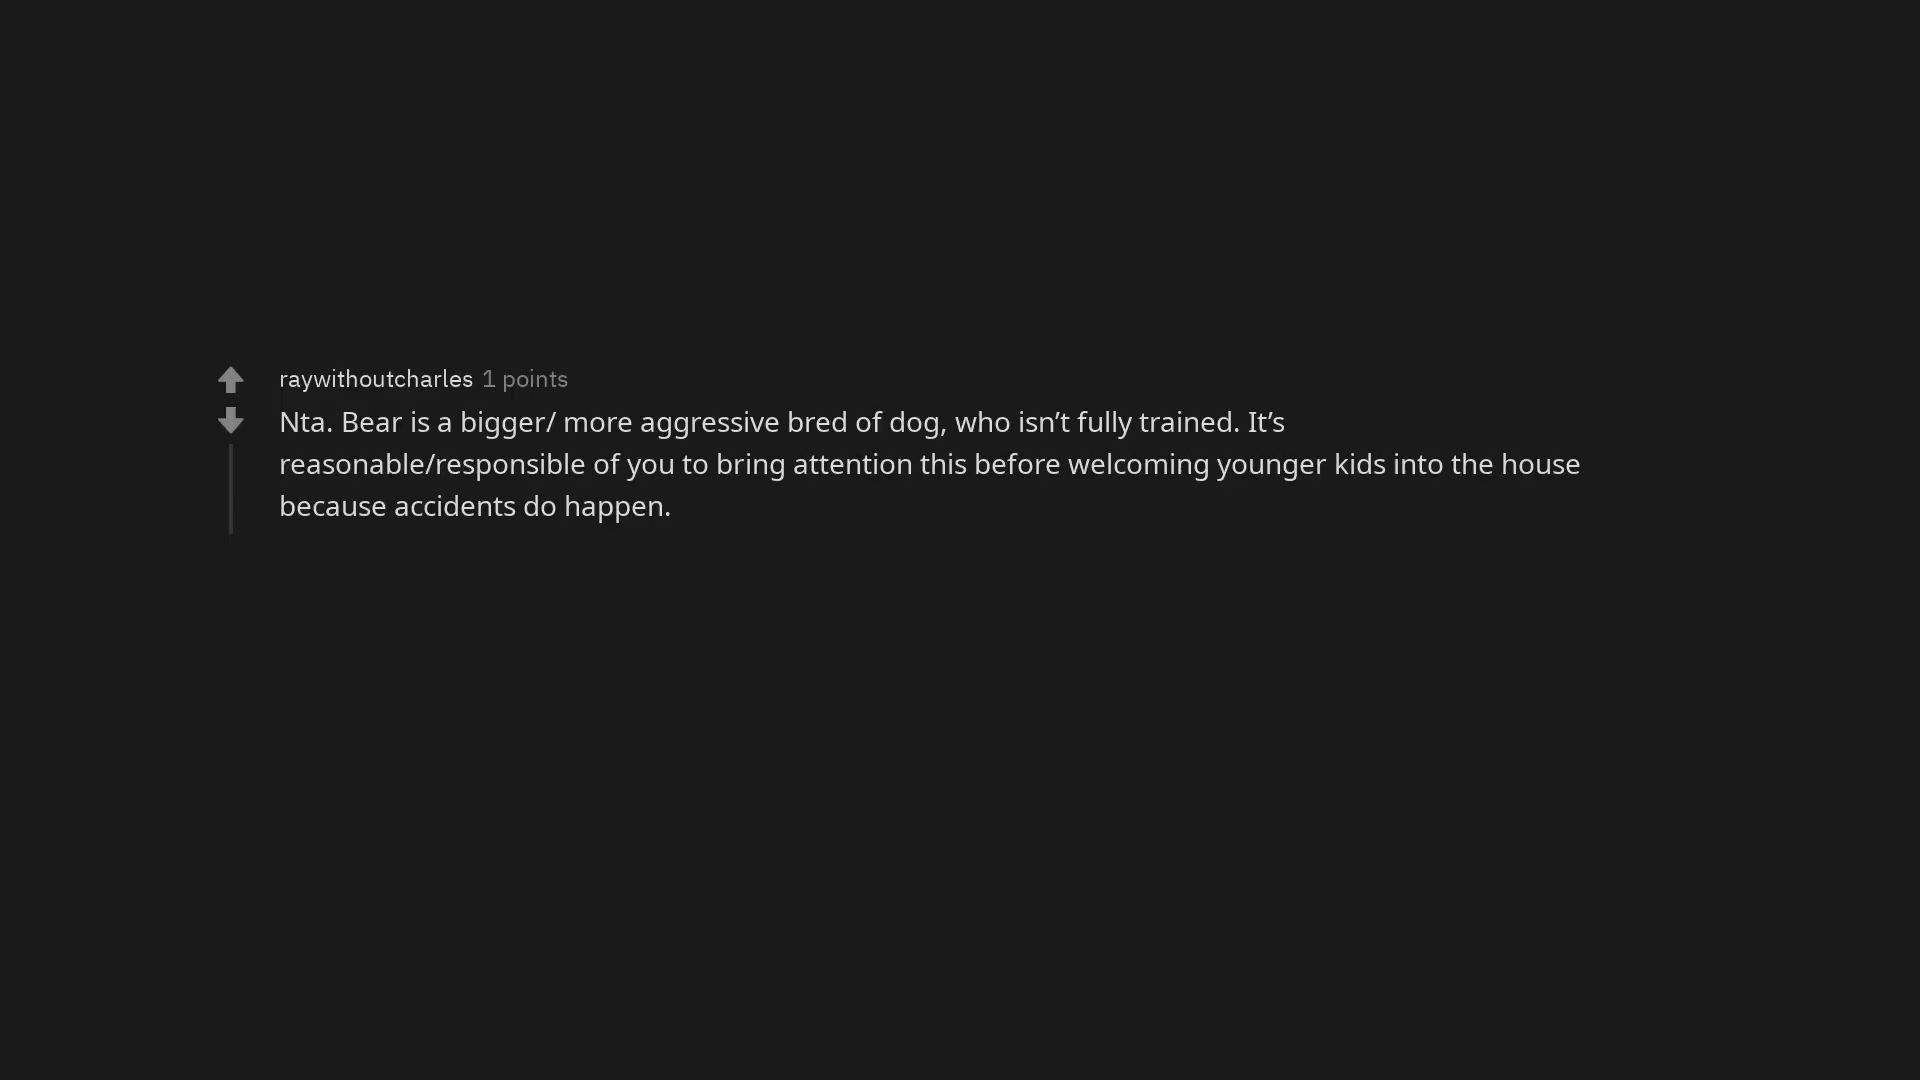 raywithoutcharles 1 points
Nta. Bear is a bigger/ more aggressive bred of dog, who isn’t fully trained. It’s
reasonable/responsible of you to bring attention this before welcoming younger kids into the house
because accidents do happen.